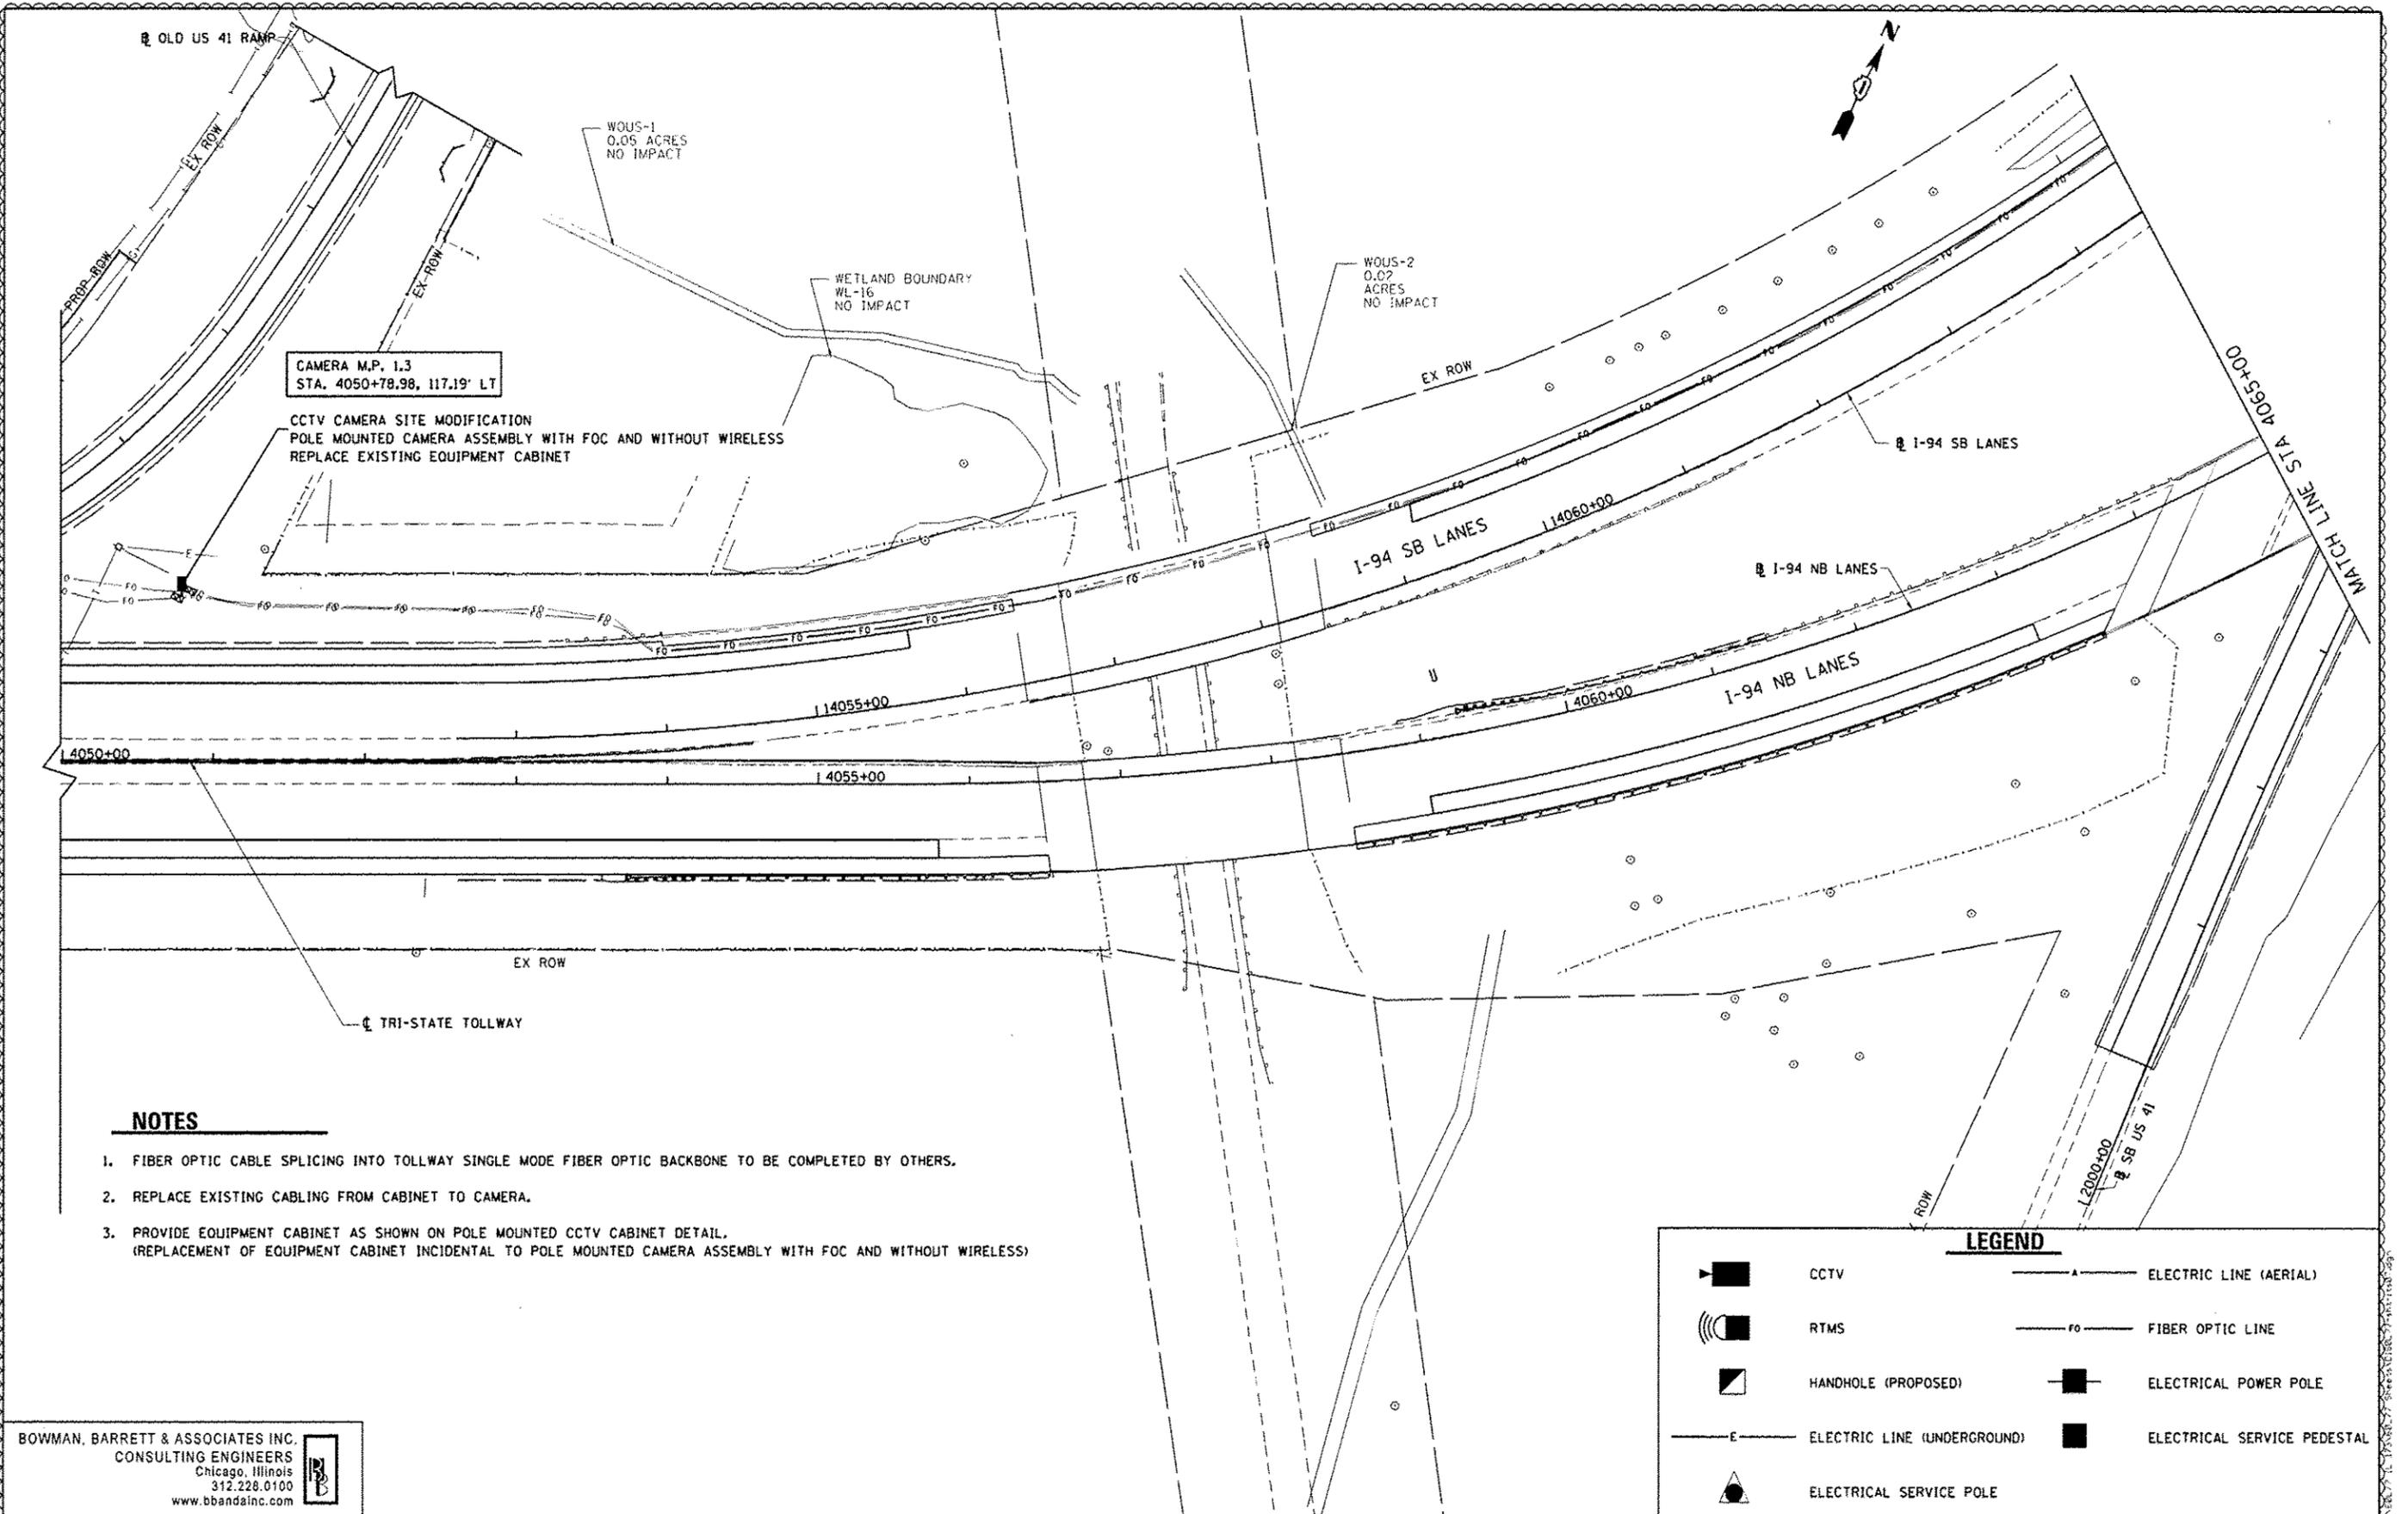 ℄ OLD US 41 RAMP
EX ROW
PROP ROW
EX ROW
WOUS-1
0.05 ACRES
NO IMPACT
WETLAND BOUNDARY
WL-16
NO IMPACT
WOUS-2
0.02
ACRES
NO IMPACT
N
CAMERA M.P. 1.3
STA. 4050+78.98, 117.19' LT
CCTV CAMERA SITE MODIFICATION
POLE MOUNTED CAMERA ASSEMBLY WITH FOC AND WITHOUT WIRELESS
REPLACE EXISTING EQUIPMENT CABINET
EX ROW
MATCH LINE STA 4065+00
I-94 SB LANES
℄ I-94 SB LANES
14060+00
℄ I-94 NB LANES
I-94 NB LANES
4060+00
14055+00
4050+00
4055+00
E
FO
FO
EX ROW
℄ TRI-STATE TOLLWAY
NOTES
1. FIBER OPTIC CABLE SPLICING INTO TOLLWAY SINGLE MODE FIBER OPTIC BACKBONE TO BE COMPLETED BY OTHERS.
2. REPLACE EXISTING CABLING FROM CABINET TO CAMERA.
3. PROVIDE EQUIPMENT CABINET AS SHOWN ON POLE MOUNTED CCTV CABINET DETAIL.
(REPLACEMENT OF EQUIPMENT CABINET INCIDENTAL TO POLE MOUNTED CAMERA ASSEMBLY WITH FOC AND WITHOUT WIRELESS)
ROW
2000+00
℄ SB US 41
LEGEND
CCTV
ELECTRIC LINE (AERIAL)
RTMS
FO
FIBER OPTIC LINE
HANDHOLE (PROPOSED)
ELECTRICAL POWER POLE
E
ELECTRIC LINE (UNDERGROUND)
ELECTRICAL SERVICE PEDESTAL
ELECTRICAL SERVICE POLE
BOWMAN, BARRETT & ASSOCIATES INC.
CONSULTING ENGINEERS
Chicago, Illinois
312.228.0100
www.bbandainc.com